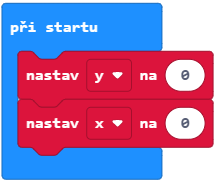 při startu
nastav y na 0
nastav x na 0